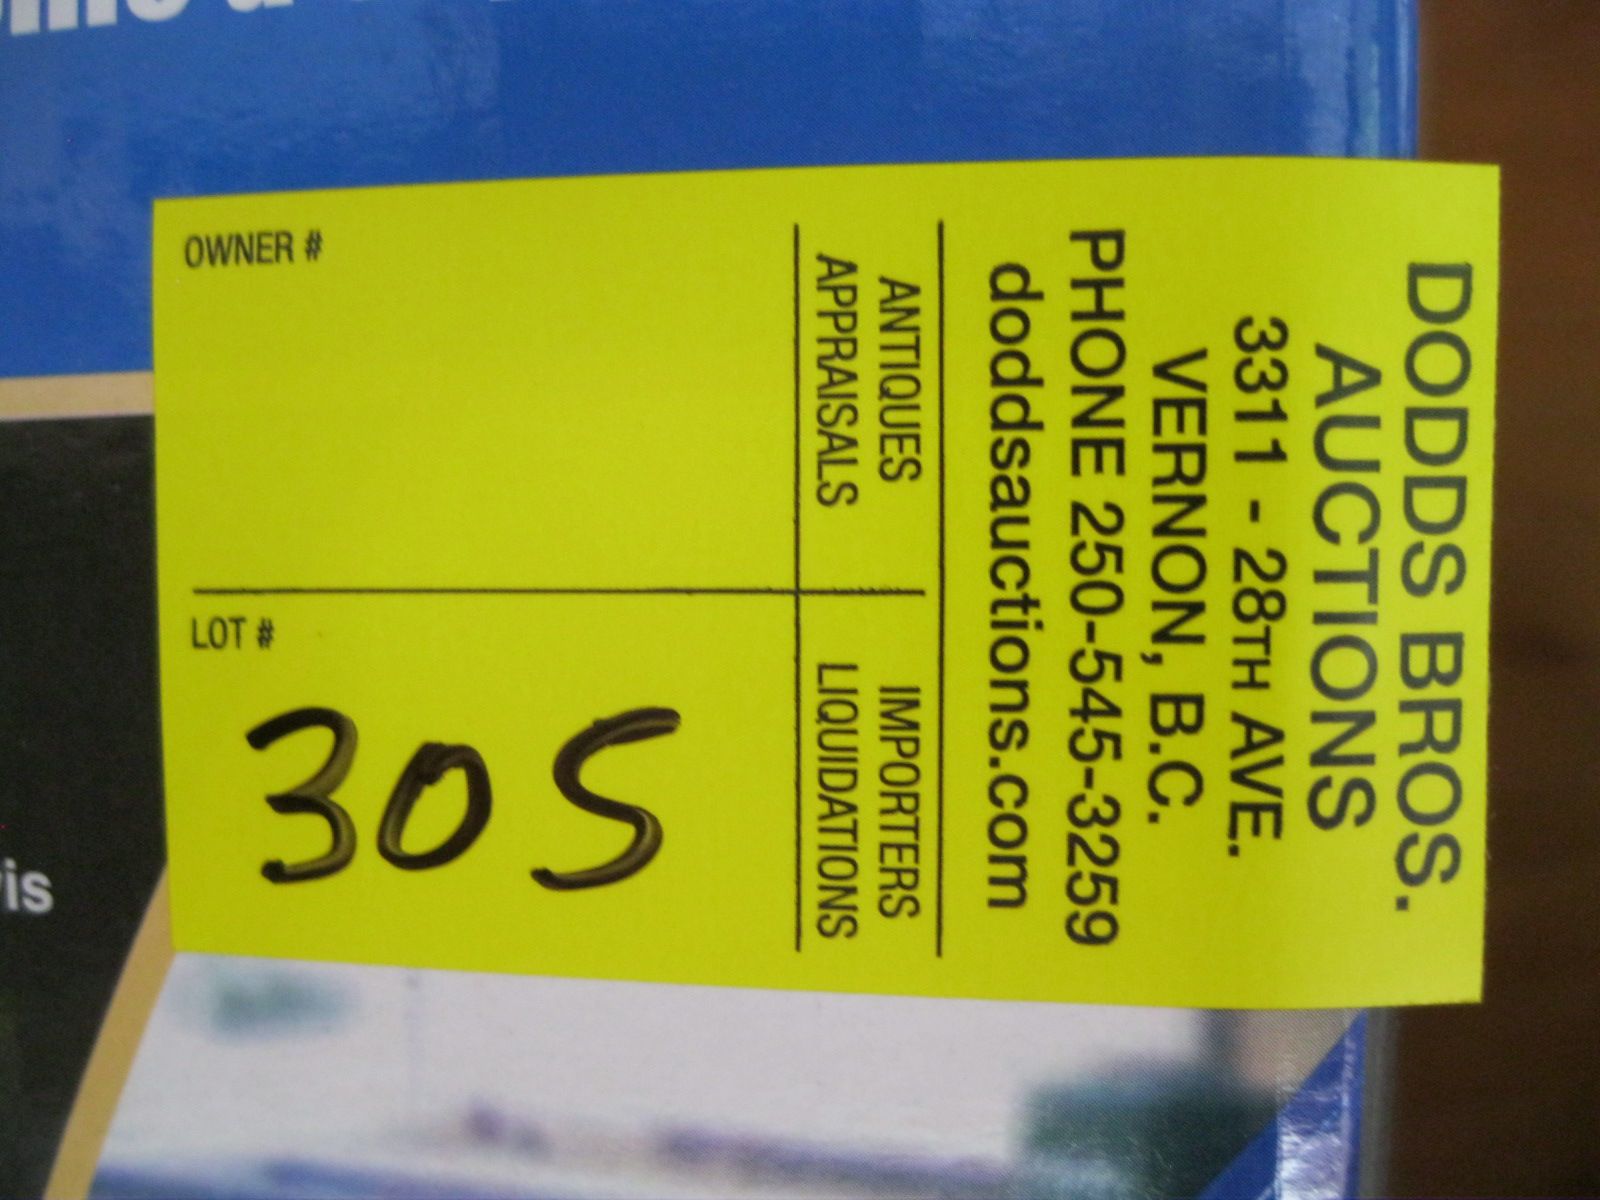 DODDS BROS.
AUCTIONS
3311 - 28TH AVE.
VERNON, B.C.
PHONE 250-545-3259
doddsauctions.com
ANTIQUES
APPRAISALS
IMPORTERS
LIQUIDATIONS
OWNER #
LOT #
305